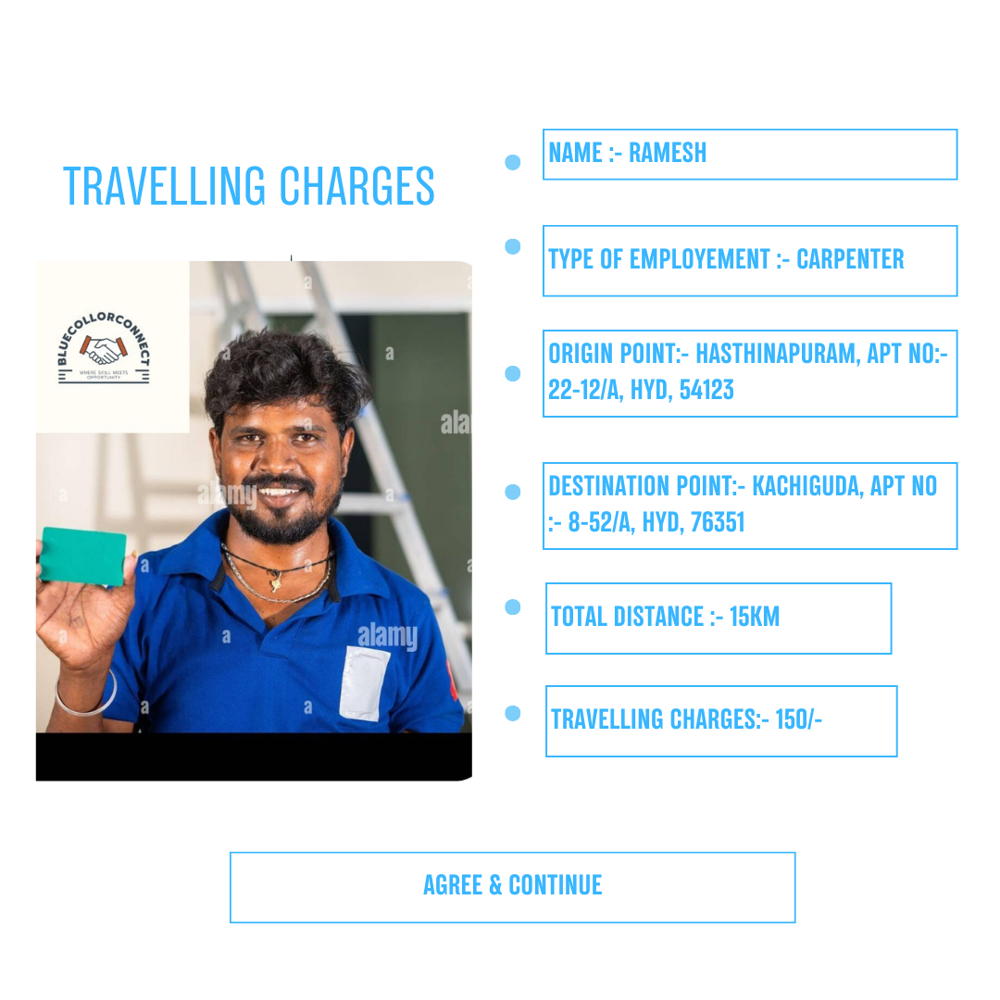 TRAVELLING CHARGES
BLUECOLLORCONNECT
WHERE SKILL MEETS
OPPORTUNITY
alamy
alamy
ala
a
a
a
a
a
a
a
a
a
a
a
NAME :- RAMESH
TYPE OF EMPLOYEMENT :- CARPENTER
ORIGIN POINT:- HASTHINAPURAM, APT NO:-
22-12/A, HYD, 54123
DESTINATION POINT:- KACHIGUDA, APT NO
:- 8-52/A, HYD, 76351
TOTAL DISTANCE :- 15KM
TRAVELLING CHARGES:- 150/-
AGREE & CONTINUE